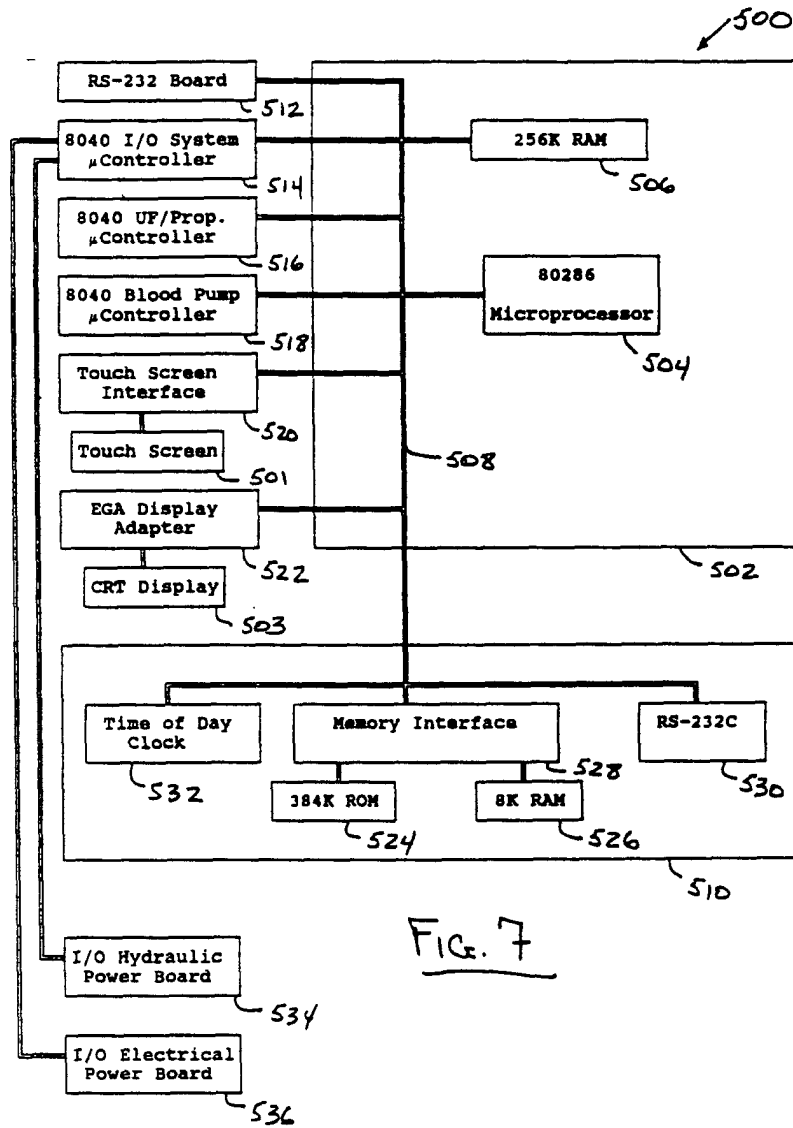 500
RS-232 Board
512
8040 I/O System
µController
514
256K RAM
506
8040 UF/Prop.
µController
516
80286
Microprocessor
504
8040 Blood Pump
µController
518
Touch Screen
Interface
520
508
Touch Screen
501
EGA Display
Adapter
522
502
CRT Display
503
Time of Day
Clock
532
Memory Interface
528
RS-232C
530
384K ROM
524
8K RAM
526
510
FIG. 7
I/O Hydraulic
Power Board
534
I/O Electrical
Power Board
536